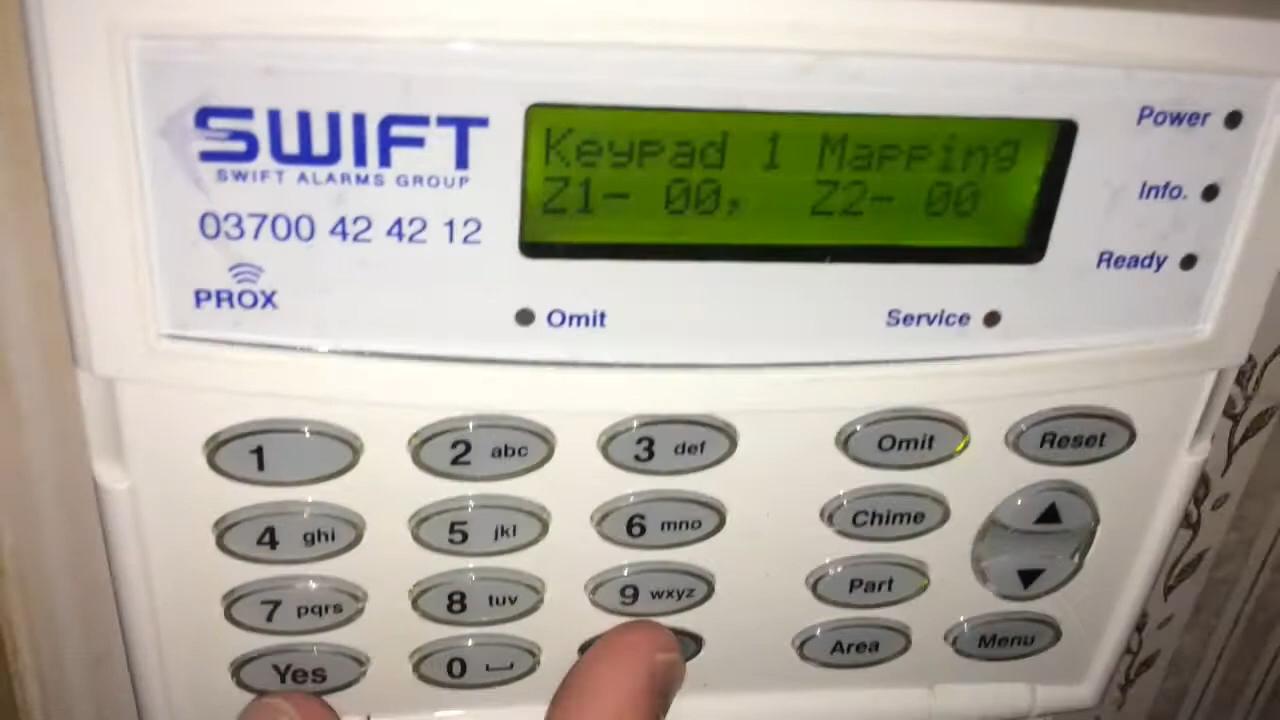 SWIFT
SWIFT ALARMS GROUP
03700 42 42 12
PROX
Keypad 1 Mapping
Z1- 00, Z2- 00
Power
Info.
Ready
Omit
Service
1
2 abc
3 def
Omit
Reset
4 ghi
5 jkl
6 mno
Chime
7 pqrs
8 tuv
9 wxyz
Part
Yes
0
Area
Menu